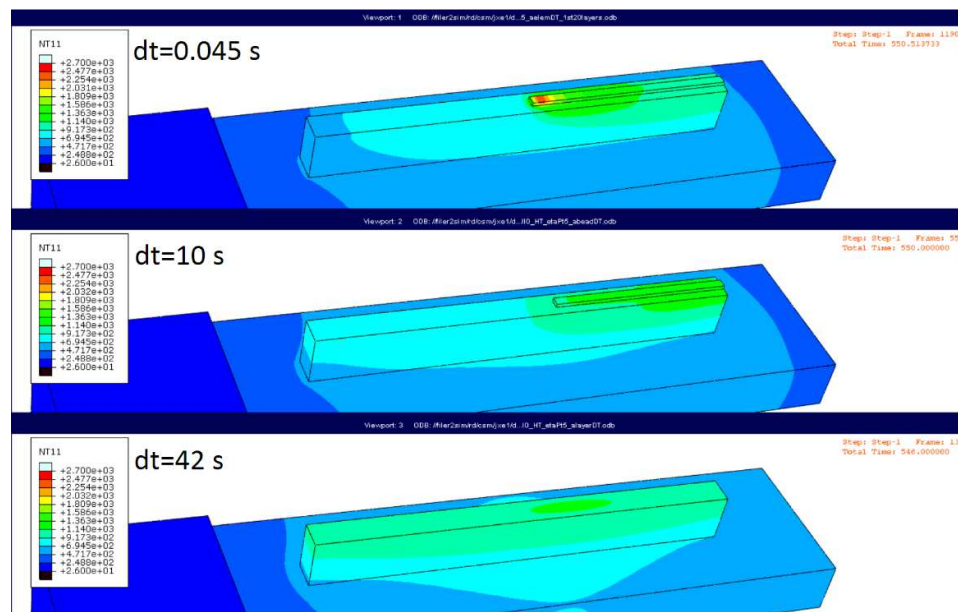 Viewport: 1 ODB: /filer2sim/rd/csm/jxe1/d...5_aelemDT_1st20layers.odb
NT11
+2.700e+03
+2.477e+03
+2.254e+03
+2.031e+03
+1.809e+03
+1.586e+03
+1.363e+03
+1.140e+03
+9.173e+02
+6.945e+02
+4.717e+02
+2.488e+02
+2.600e+01
dt=0.045 s
Step: Step-1 Frame: 1190
Total Time: 550.513733
Viewport: 2 ODB: /filer2sim/rd/csm/jxe1/d...
NT11
+2.700e+03
+2.477e+03
+2.254e+03
+2.032e+03
+1.809e+03
+1.586e+03
+1.363e+03
+1.140e+03
+9.173e+02
+6.945e+02
+4.717e+02
+2.488e+02
+2.600e+01
dt=10 s
Step: Step-1 Frame: 55
Total Time: 550.000000
Viewport: 3 ODB: /filer2sim/rd/csm/jxe1/d...
NT11
+2.700e+03
+2.477e+03
+2.254e+03
+2.032e+03
+1.809e+03
+1.586e+03
+1.363e+03
+1.140e+03
+9.173e+02
+6.945e+02
+4.717e+02
+2.488e+02
+2.600e+01
dt=42 s
Step: Step-1 Frame: 13
Total Time: 546.000000